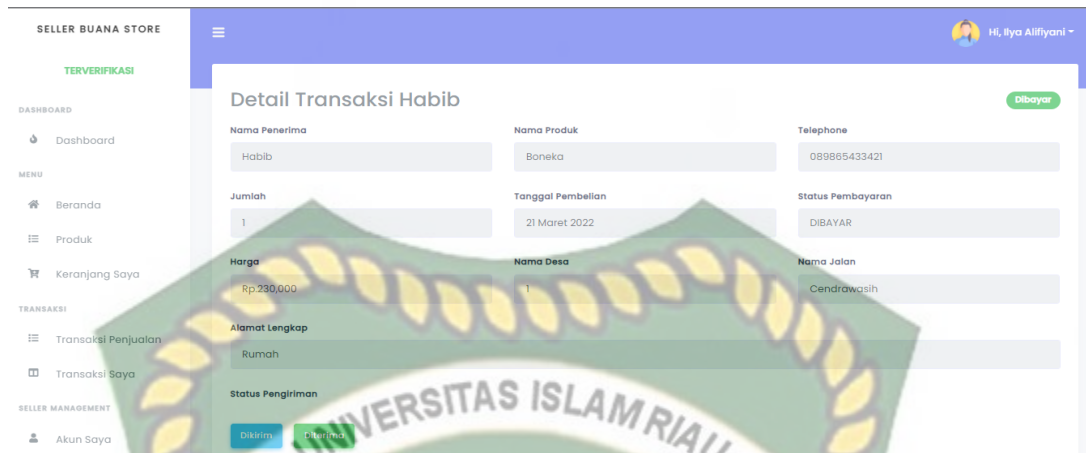 SELLER BUANA STORE
Hi, Ilya Alifiyani
TERVERIFIKASI
DASHBOARD
Dashboard
MENU
Beranda
Produk
Keranjang Saya
TRANSAKSI
Transaksi Penjualan
Transaksi Saya
SELLER MANAGEMENT
Akun Saya
Detail Transaksi Habib
Dibayar
Nama Penerima
Nama Produk
Telephone
Habib
Boneka
089865433421
Jumlah
Tanggal Pembelian
Status Pembayaran
1
21 Maret 2022
DIBAYAR
Harga
Nama Desa
Nama Jalan
Rp.230,000
1
Cendrawasih
Alamat Lengkap
Rumah
Status Pengiriman
Dikirim
Diterima
UNIVERSITAS ISLAM RIAU